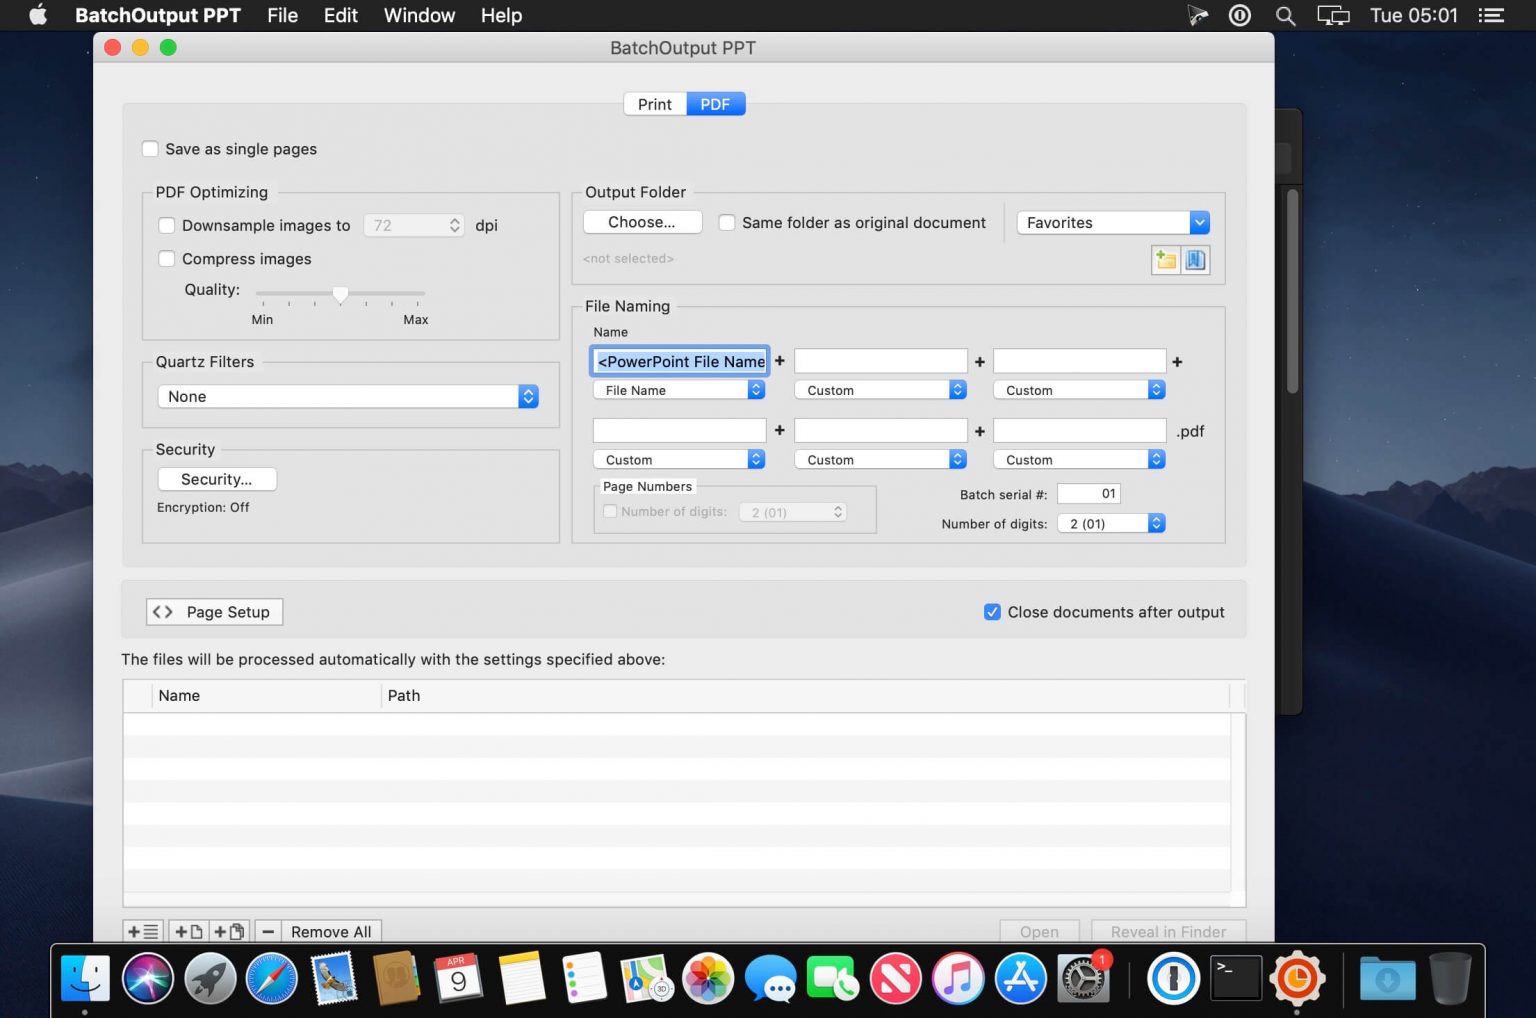 BatchOutput PPT File Edit Window Help Tue 05:01
BatchOutput PPT
Print PDF
Save as single pages
PDF Optimizing
Downsample images to 72 dpi
Compress images
Quality:
Min Max
Quartz Filters
None
Security
Security...
Encryption: Off
Output Folder
Choose... Same folder as original document Favorites
<not selected>
File Naming
Name
<PowerPoint File Name + + +
File Name Custom Custom
+ + .pdf
Custom Custom Custom
Page Numbers
Number of digits: 2 (01)
Batch serial #: 01
Number of digits: 2 (01)
<> Page Setup Close documents after output
The files will be processed automatically with the settings specified above:
Name Path
Remove All Open Reveal in Finder
APR
9
3D
1
>_